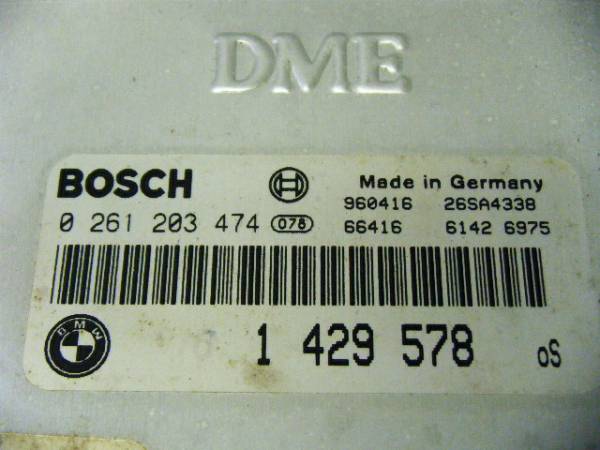 DME
BOSCH Made in Germany
960416 26SA4338
0 261 203 474 078 66416 6142 6975
BMW 1 429 578 oS